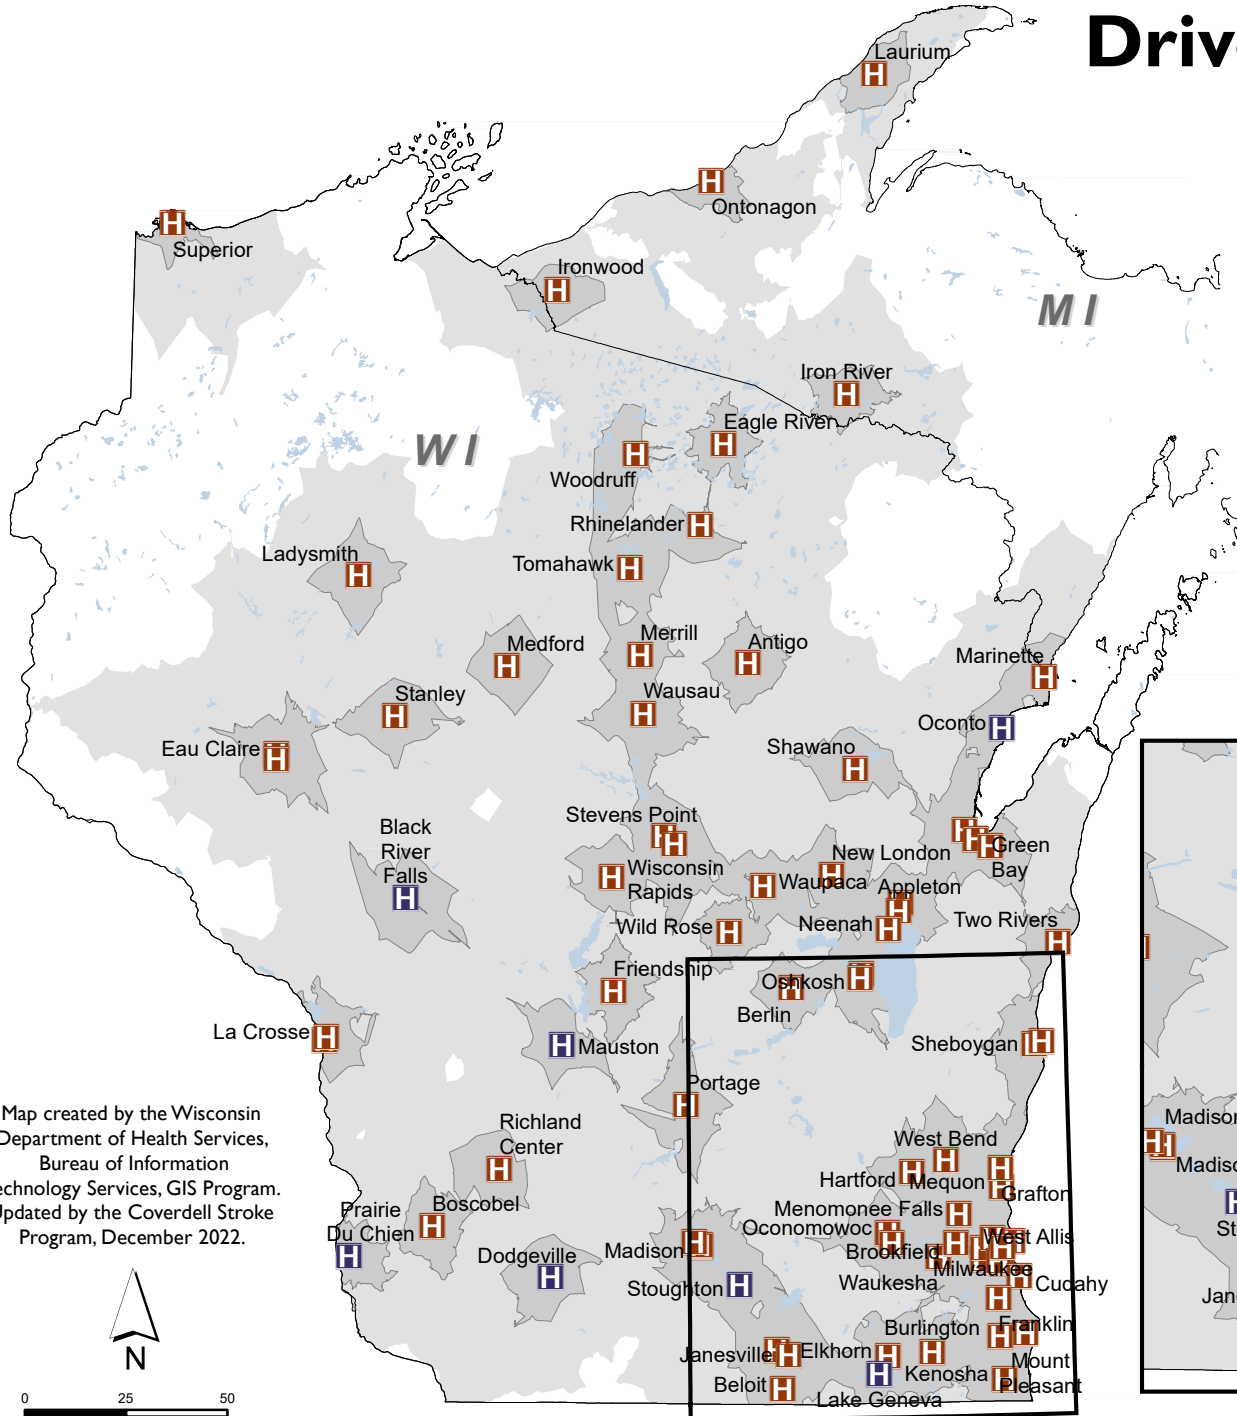 Driv
Laurium
Ontonagon
Superior
Ironwood
MI
Iron River
Eagle River
WI
Woodruff
Rhinelander
Ladysmith
Tomahawk
Medford
Merrill
Antigo
Marinette
Stanley
Wausau
Oconto
Eau Claire
Shawano
Stevens Point
Black
River
Falls
New London
Green
Bay
Wisconsin
Rapids
Waupaca
Appleton
Wild Rose
Neenah
Two Rivers
Friendship
Oshkosh
Berlin
La Crosse
Mauston
Sheboygan
Portage
Map created by the Wisconsin
Department of Health Services,
Bureau of Information
echnology Services, GIS Program.
Updated by the Coverdell Stroke
Program, December 2022.
Richland
Center
West Bend
Madison
Hartford
Mequon
Grafton
Madiso
Prairie
Du Chien
Boscobel
Menomonee Falls
Oconomowoc
Brookfield
West Allis
St
Dodgeville
Madison
Milwaukee
Stoughton
Waukesha
Cudahy
Jan
Burlington
Franklin
Janesville
Elkhorn
Mount
Pleasant
Beloit
Kenosha
Lake Geneva
N
0 25 50